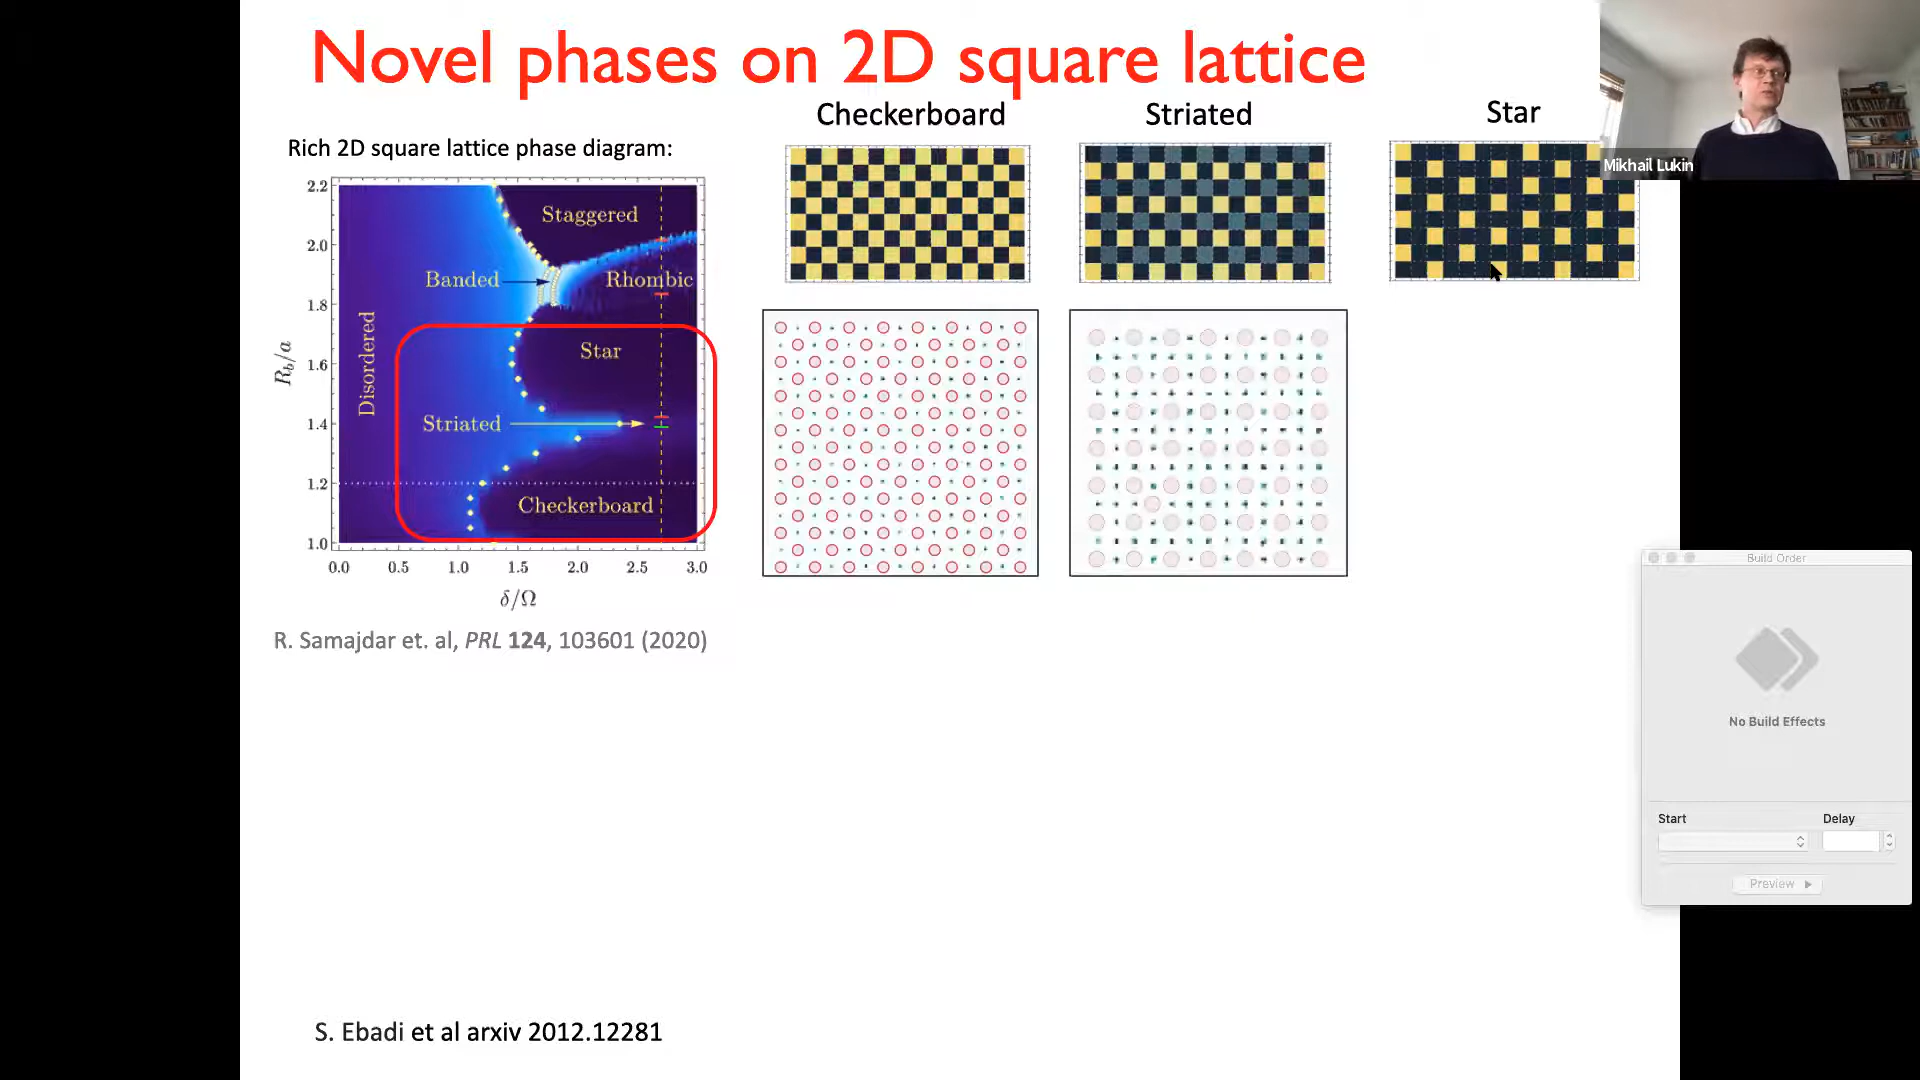 Novel phases on 2D square lattice
Checkerboard
Striated
Star
Mikhail Lukin
Rich 2D square lattice phase diagram:
2.2
2.0
1.8
1.6
1.4
1.2
1.0
R_b/a
Staggered
Banded
Rhombic
Disordered
Star
Striated
Checkerboard
0.0 0.5 1.0 1.5 2.0 2.5 3.0
δ/Ω
R. Samajdar et. al, PRL 124, 103601 (2020)
Build Order
No Build Effects
Start Delay
Preview
S. Ebadi et al arxiv 2012.12281